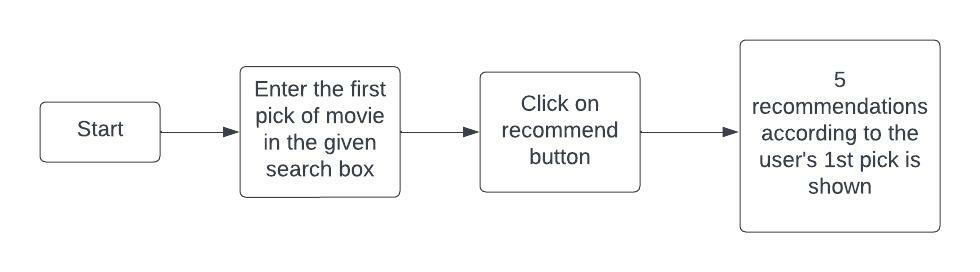 Start
Enter the first
pick of movie
in the given
search box
Click on
recommend
button
5
recommendations
according to the
user's 1st pick is
shown